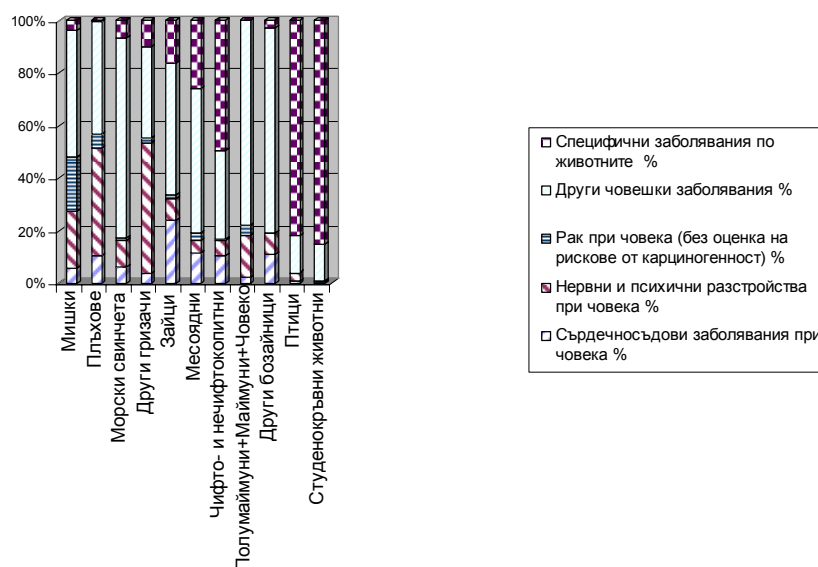 100%
80%
60%
40%
20%
0%
Мишки
Плъхове
Морски свинчета
Други гризачи
Зайци
Месоядни
Чифто- и нечифтокопитни
Полумаймуни+Маймуни+Човеко
Други бозайници
Птици
Студенокръвни животни
Специфични заболявания по
животните %
Други човешки заболявания %
Рак при човека (без оценка на
рискове от карциногенност) %
Нервни и психични разстройства
при човека %
Сърдечносъдови заболявания при
човека %